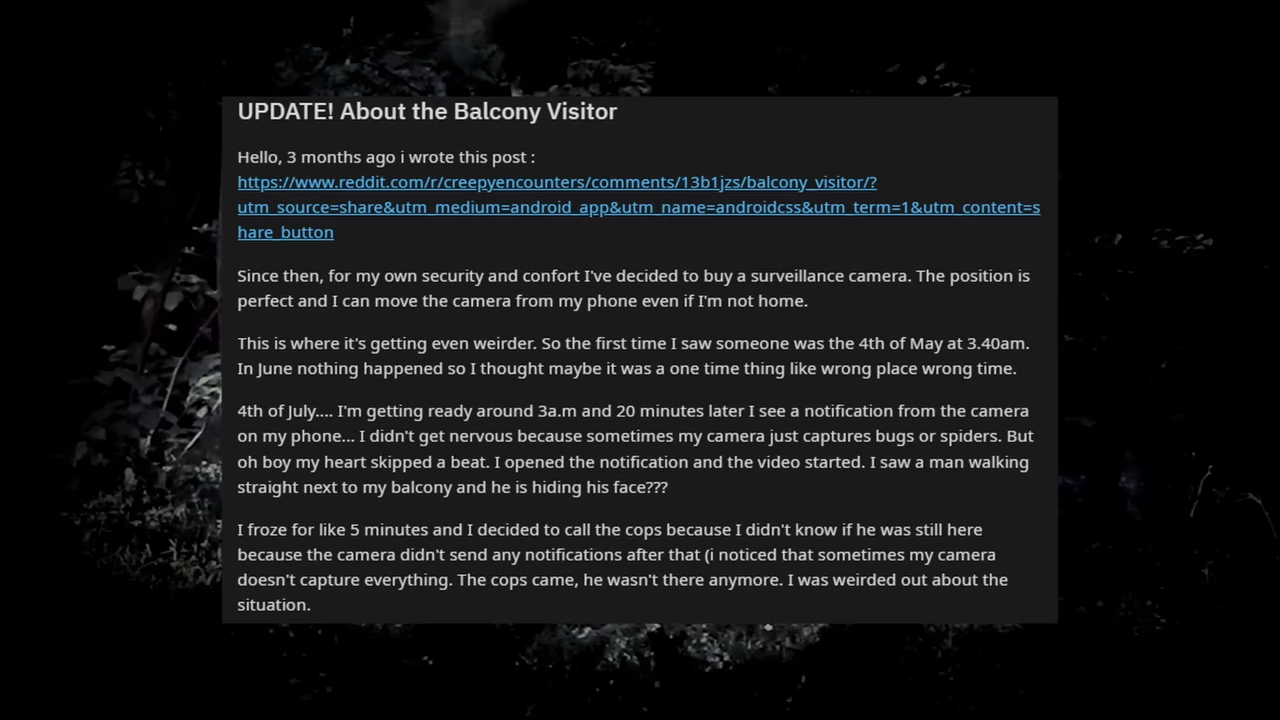 UPDATE! About the Balcony Visitor
Hello, 3 months ago i wrote this post :
https://www.reddit.com/r/creepyencounters/comments/13b1jzs/balcony_visitor/?
utm_source=share&utm_medium=android_app&utm_name=androidcss&utm_term=1&utm_content=s
hare_button
Since then, for my own security and confort I've decided to buy a surveillance camera. The position is
perfect and I can move the camera from my phone even if I'm not home.
This is where it's getting even weirder. So the first time I saw someone was the 4th of May at 3.40am.
In June nothing happened so I thought maybe it was a one time thing like wrong place wrong time.
4th of July.... I'm getting ready around 3a.m and 20 minutes later I see a notification from the camera
on my phone... I didn't get nervous because sometimes my camera just captures bugs or spiders. But
oh boy my heart skipped a beat. I opened the notification and the video started. I saw a man walking
straight next to my balcony and he is hiding his face???
I froze for like 5 minutes and I decided to call the cops because I didn't know if he was still here
because the camera didn't send any notifications after that (i noticed that sometimes my camera
doesn't capture everything. The cops came, he wasn't there anymore. I was weirded out about the
situation.